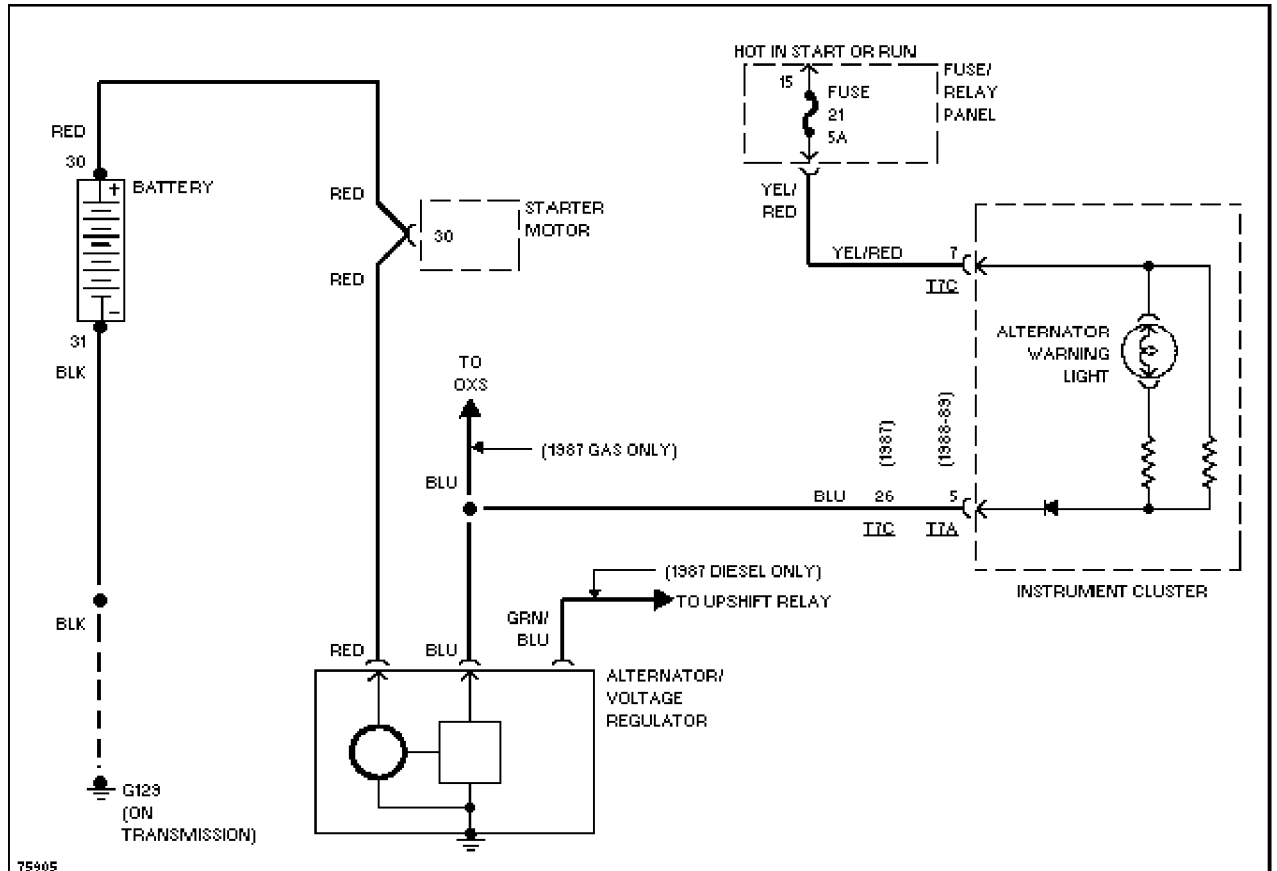 HOT IN START OR RUN
15
FUSE
21
5A
FUSE/
RELAY
PANEL
RED
30
BATTERY
+
−
31
BLK
BLK
G129
(ON
TRANSMISSION)
RED
RED
30
STARTER
MOTOR
YEL/
RED
YEL/RED
7
T7C
ALTERNATOR
WARNING
LIGHT
TO
OXS
(1987 GAS ONLY)
BLU
BLU
26
5
(1987)
(1988-89)
T7C
T7A
INSTRUMENT CLUSTER
(1987 DIESEL ONLY)
TO UPSHIFT RELAY
GRN/
BLU
RED
BLU
ALTERNATOR/
VOLTAGE
REGULATOR
75905